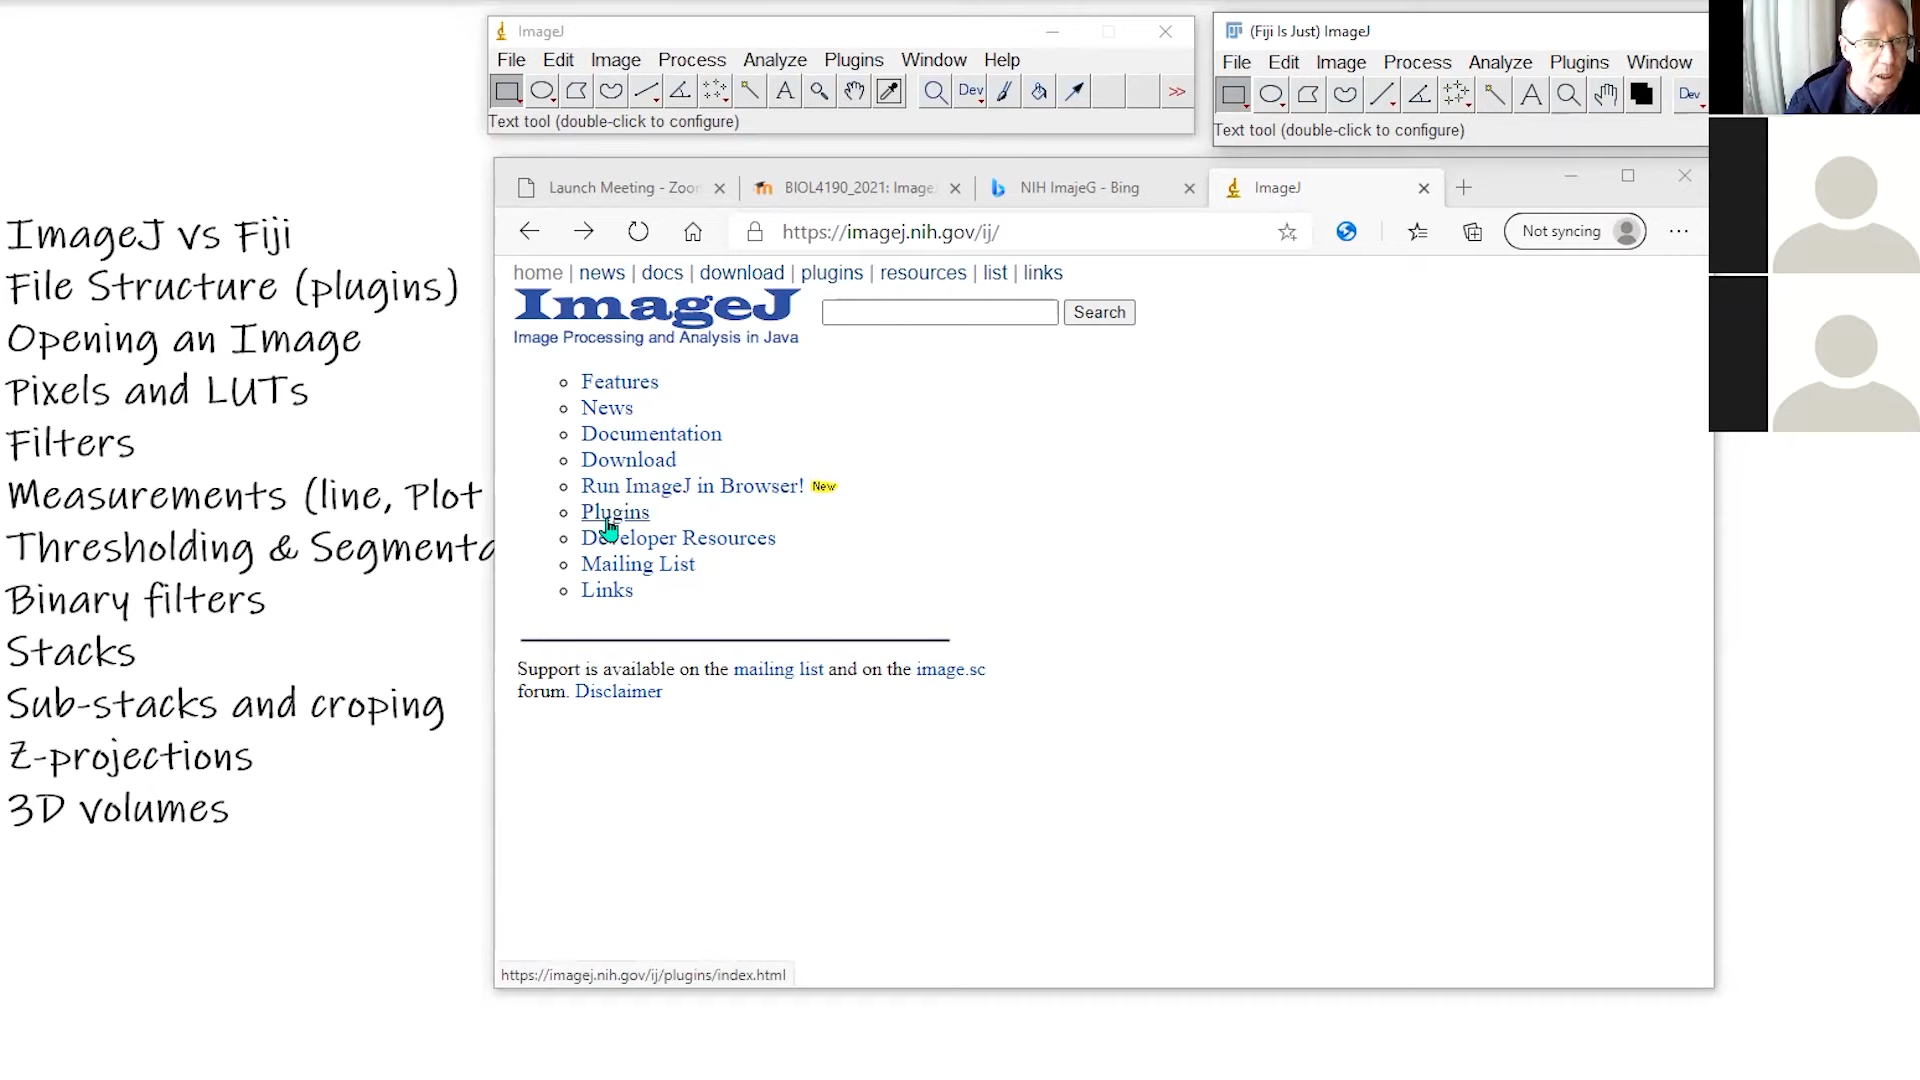 ImageJ
File Edit Image Process Analyze Plugins Window Help
A Dev >>
Text tool (double-click to configure)
(Fiji Is Just) ImageJ
File Edit Image Process Analyze Plugins Window
A Dev
Text tool (double-click to configure)
ImageJ vs Fiji
File Structure (plugins)
Opening an Image
Pixels and LUTs
Filters
Measurements (line, Plot
Thresholding & Segmenta
Binary filters
Stacks
Sub-stacks and croping
Z-projections
3D volumes
Launch Meeting - Zoo
BIOL4190_2021: Image
NIH ImajeG - Bing
ImageJ
https://imagej.nih.gov/ij/
Not syncing
home | news | docs | download | plugins | resources | list | links
ImageJ
Search
Image Processing and Analysis in Java
Features
News
Documentation
Download
Run ImageJ in Browser! New
Plugins
Developer Resources
Mailing List
Links
Support is available on the mailing list and on the image.sc
forum. Disclaimer
https://imagej.nih.gov/ij/plugins/index.html